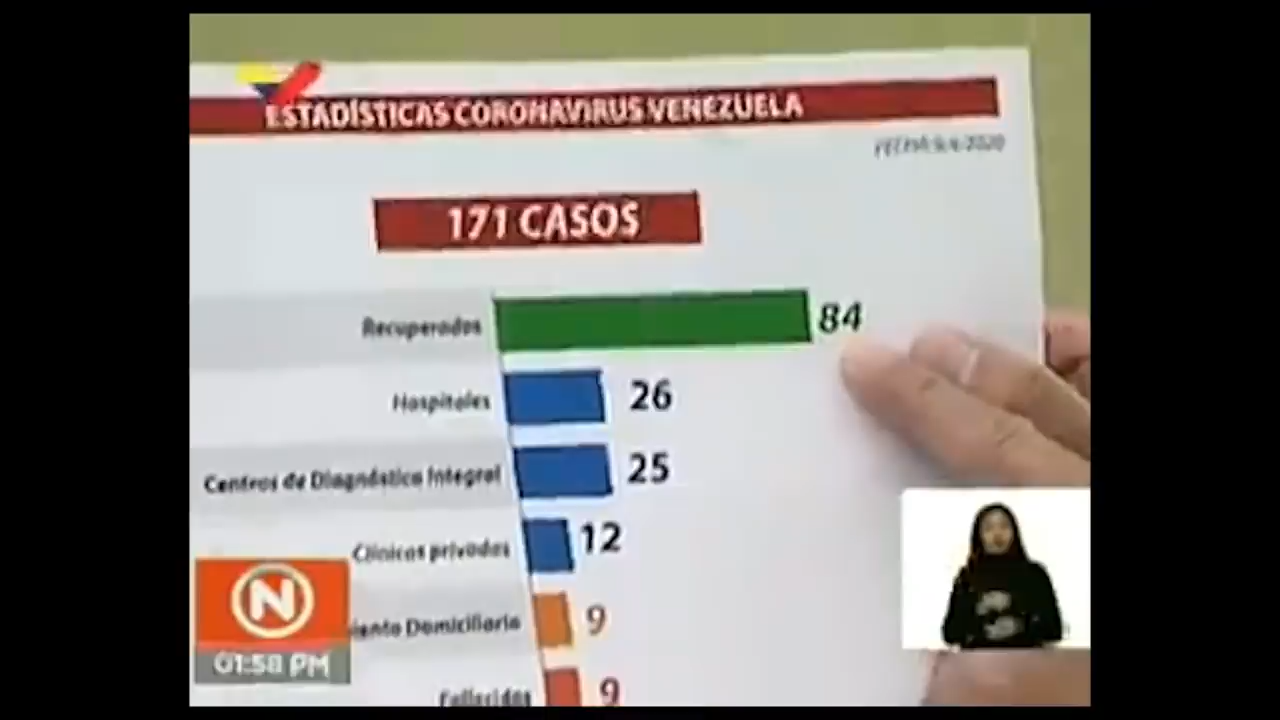 ESTADÍSTICAS CORONAVIRUS VENEZUELA
171 CASOS
Recuperados 84
Hospitales 26
Centros de Diagnóstico Integral 25
Clínicas privadas 12
iento Domiciliario 9
Fallecidos 9
N
01:58 PM